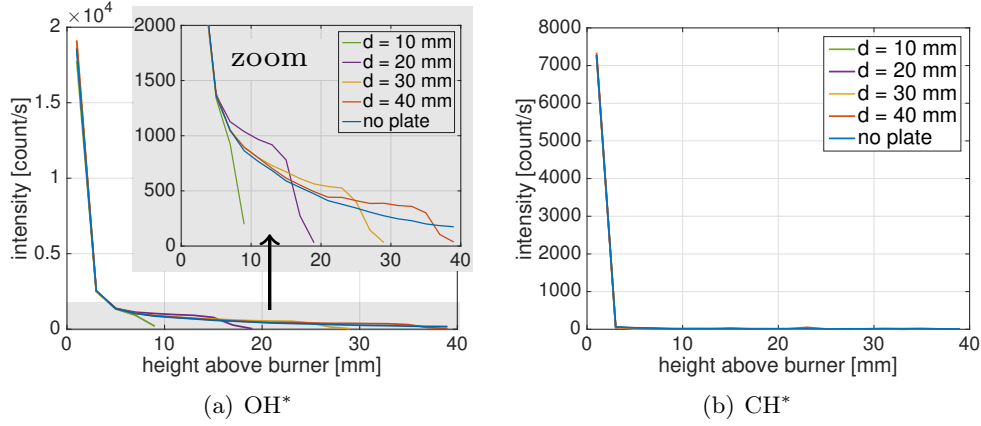 2 × 10⁴
intensity [count/s]
2
1.5
1
0.5
0
0 10 20 30 40
height above burner [mm]
zoom
2000
1500
1000
500
0
0 10 20 30 40
d = 10 mm
d = 20 mm
d = 30 mm
d = 40 mm
no plate
(a) OH*
intensity [count/s]
8000
7000
6000
5000
4000
3000
2000
1000
0
0 10 20 30 40
height above burner [mm]
d = 10 mm
d = 20 mm
d = 30 mm
d = 40 mm
no plate
(b) CH*